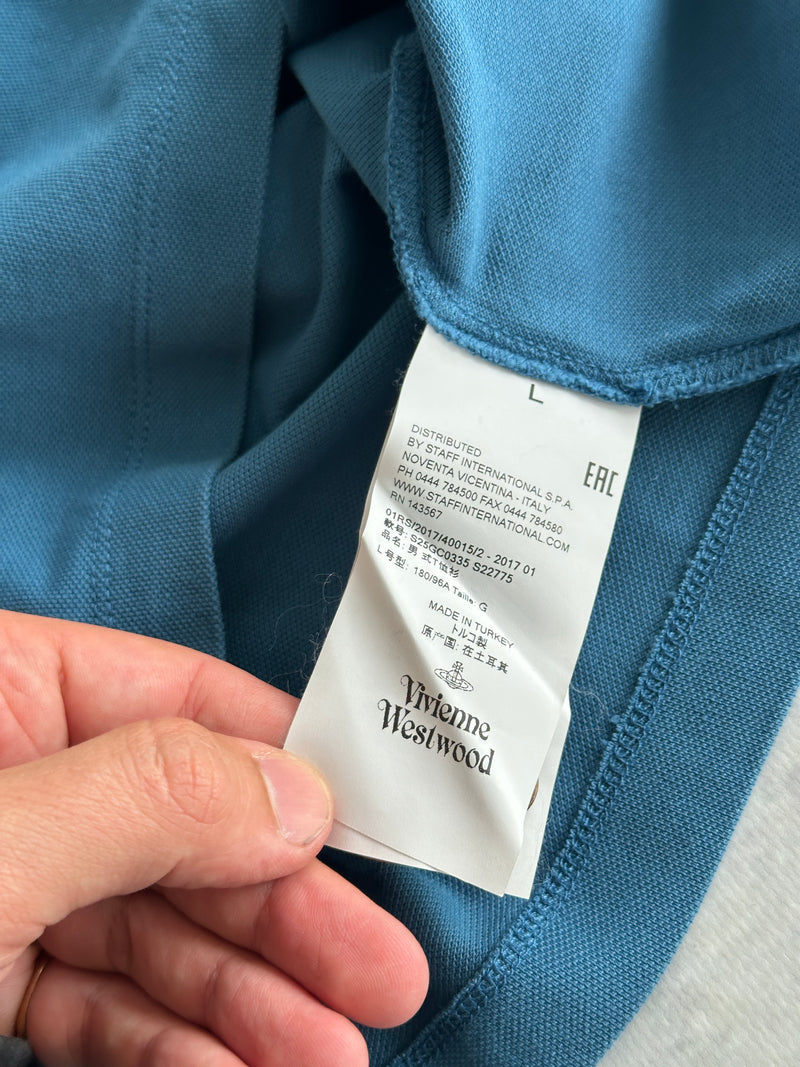 L
DISTRIBUTED
BY STAFF INTERNATIONAL S.P.A.
NOVENTA VICENTINA - ITALY
PH 0444 784500 FAX 0444 784580
WWW.STAFFINTERNATIONAL.COM
RN 143567
EAC
01RS/2017/40015/2 - 2017 01
款号: S25GC0335 S22775
品名: 男式T恤衫
L 号型: 180/96A Taille: G
MADE IN TURKEY
トルコ製
原产国: 在土耳其
Vivienne
Westwood